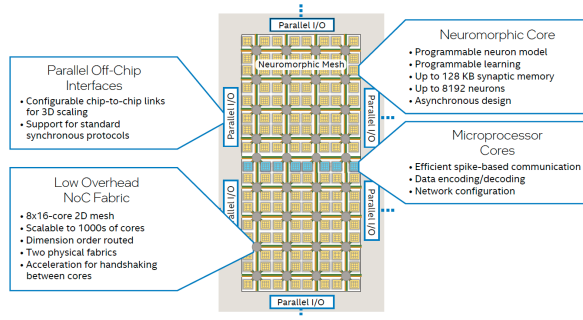 Parallel I/O
Neuromorphic Mesh
Parallel I/O
Parallel I/O
Parallel I/O
Parallel I/O
Parallel I/O
Parallel Off-Chip
Interfaces
• Configurable chip-to-chip links
for 3D scaling
• Support for standard
synchronous protocols
Low Overhead
NoC Fabric
• 8x16-core 2D mesh
• Scalable to 1000s of cores
• Dimension order routed
• Two physical fabrics
• Acceleration for handshaking
between cores
Neuromorphic Core
• Programmable neuron model
• Programmable learning
• Up to 128 KB synaptic memory
• Up to 8192 neurons
• Asynchronous design
Microprocessor
Cores
• Efficient spike-based communication
• Data encoding/decoding
• Network configuration